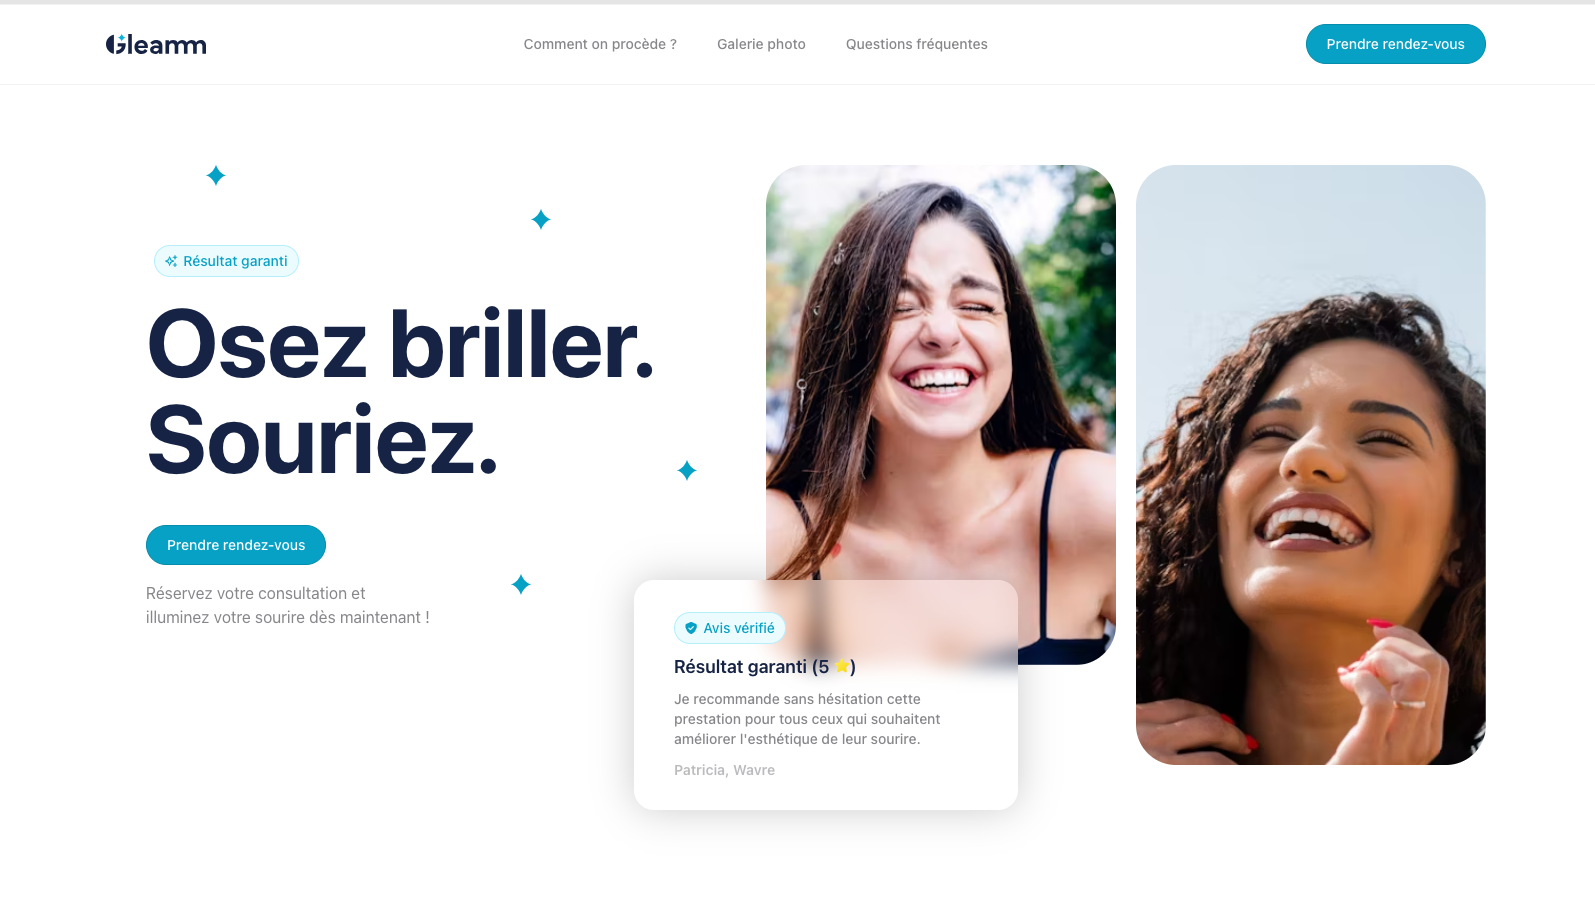 Gleamm
Comment on procède ?
Galerie photo
Questions fréquentes
Prendre rendez-vous
Résultat garanti
Osez briller.
Souriez.
Prendre rendez-vous
Réservez votre consultation et
illuminez votre sourire dès maintenant !
Avis vérifié
Résultat garanti (5 ⭐)
Je recommande sans hésitation cette
prestation pour tous ceux qui souhaitent
améliorer l'esthétique de leur sourire.
Patricia, Wavre